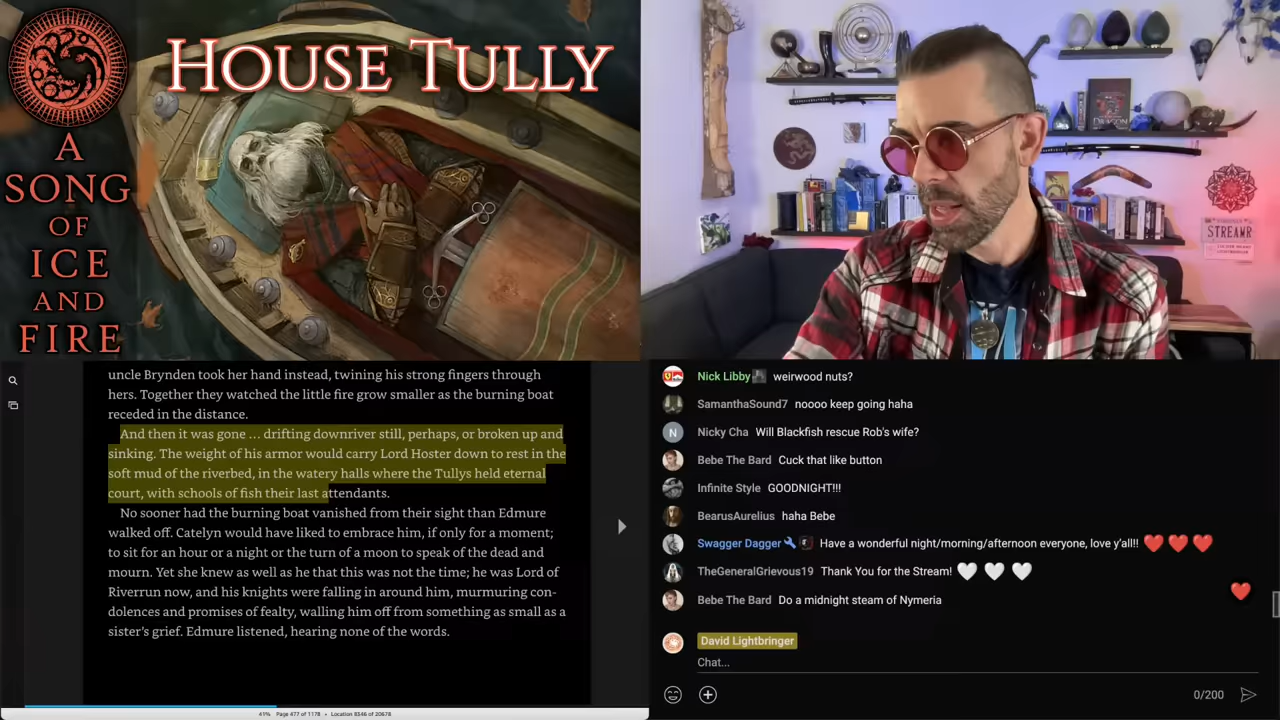 HOUSE TULLY
A
SONG
OF
ICE
AND
FIRE
DRAGON
STREAMR
uncle Brynden took her hand instead, twining his strong fingers through
hers. Together they watched the little fire grow smaller as the burning boat
receded in the distance.
And then it was gone … drifting downriver still, perhaps, or broken up and
sinking. The weight of his armor would carry Lord Hoster down to rest in the
soft mud of the riverbed, in the watery halls where the Tullys held eternal
court, with schools of fish their last attendants.
No sooner had the burning boat vanished from their sight than Edmure
walked off. Catelyn would have liked to embrace him, if only for a moment;
to sit for an hour or a night or the turn of a moon to speak of the dead and
mourn. Yet she knew as well as he that this was not the time; he was Lord of
Riverrun now, and his knights were falling in around him, murmuring con-
dolences and promises of fealty, walling him off from something as small as a
sister's grief. Edmure listened, hearing none of the words.
41% Page 477 of 1178 • Location 8346 of 20678
Nick Libby weirwood nuts?
SamanthaSound7 noooo keep going haha
N Nicky Cha Will Blackfish rescue Rob's wife?
Bebe The Bard Cuck that like button
Infinite Style GOODNIGHT!!!
BearusAurelius haha Bebe
Swagger Dagger Have a wonderful night/morning/afternoon everyone, love y'all!!
TheGeneralGrievous19 Thank You for the Stream!
Bebe The Bard Do a midnight steam of Nymeria
David Lightbringer
Chat...
0/200